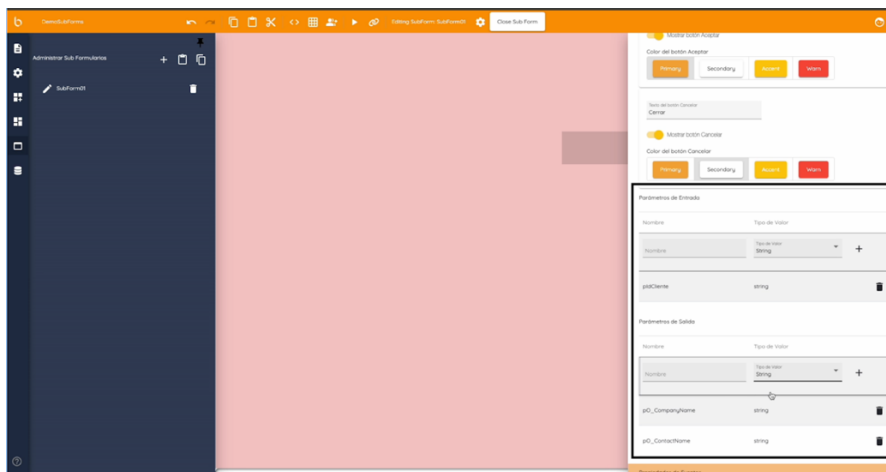 DemoSubForms
Editing SubForm: SubForm01
Close Sub Form
Administrar Sub Formularios
SubForm01
Mostrar botón Aceptar
Color del botón Aceptar
Primary
Secondary
Accent
Warn
Texto del botón Cancelar
Cerrar
Mostrar botón Cancelar
Color del botón Cancelar
Primary
Secondary
Accent
Warn
Parámetros de Entrada
Nombre
Tipo de Valor
Nombre
Tipo de Valor
String
pIdCliente
string
Parámetros de Salida
Nombre
Tipo de Valor
Nombre
Tipo de Valor
String
pO_CompanyName
string
pO_ContactName
string